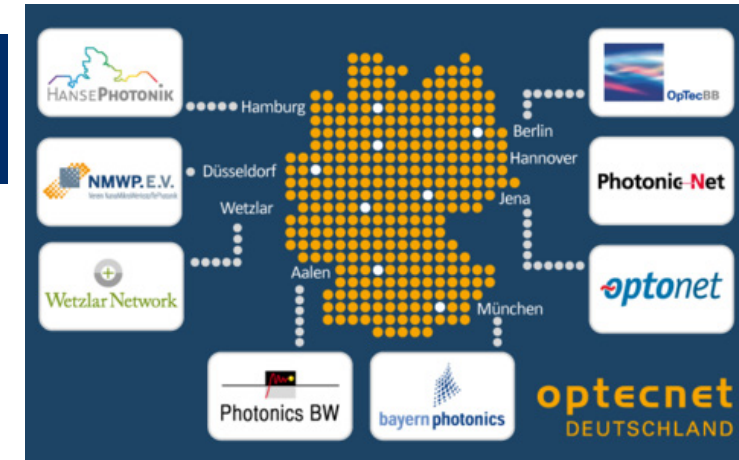 HANSEPHOTONIK
Hamburg
OpTecBB
Berlin
NMWP.E.V.
Düsseldorf
Hannover
Photonic Net
Wetzlar
Jena
Wetzlar Network
Aalen
optonet
München
Photonics BW
bayern photonics
optecnet
DEUTSCHLAND